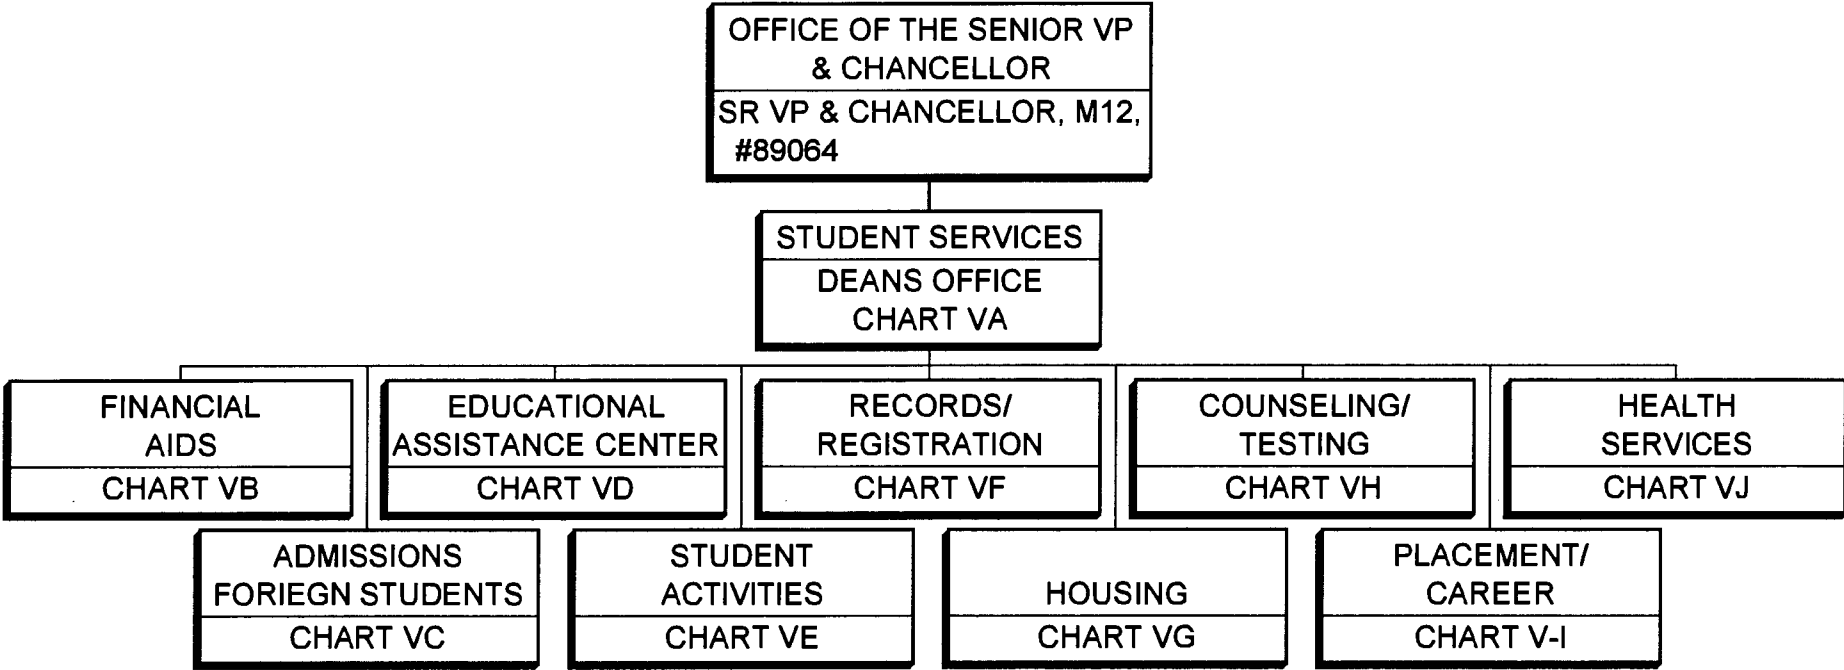 OFFICE OF THE SENIOR VP
& CHANCELLOR
SR VP & CHANCELLOR, M12,
#89064
STUDENT SERVICES
DEANS OFFICE
CHART VA
FINANCIAL
AIDS
CHART VB
EDUCATIONAL
ASSISTANCE CENTER
CHART VD
RECORDS/
REGISTRATION
CHART VF
COUNSELING/
TESTING
CHART VH
HEALTH
SERVICES
CHART VJ
ADMISSIONS
FORIEGN STUDENTS
CHART VC
STUDENT
ACTIVITIES
CHART VE
HOUSING
CHART VG
PLACEMENT/
CAREER
CHART V-I